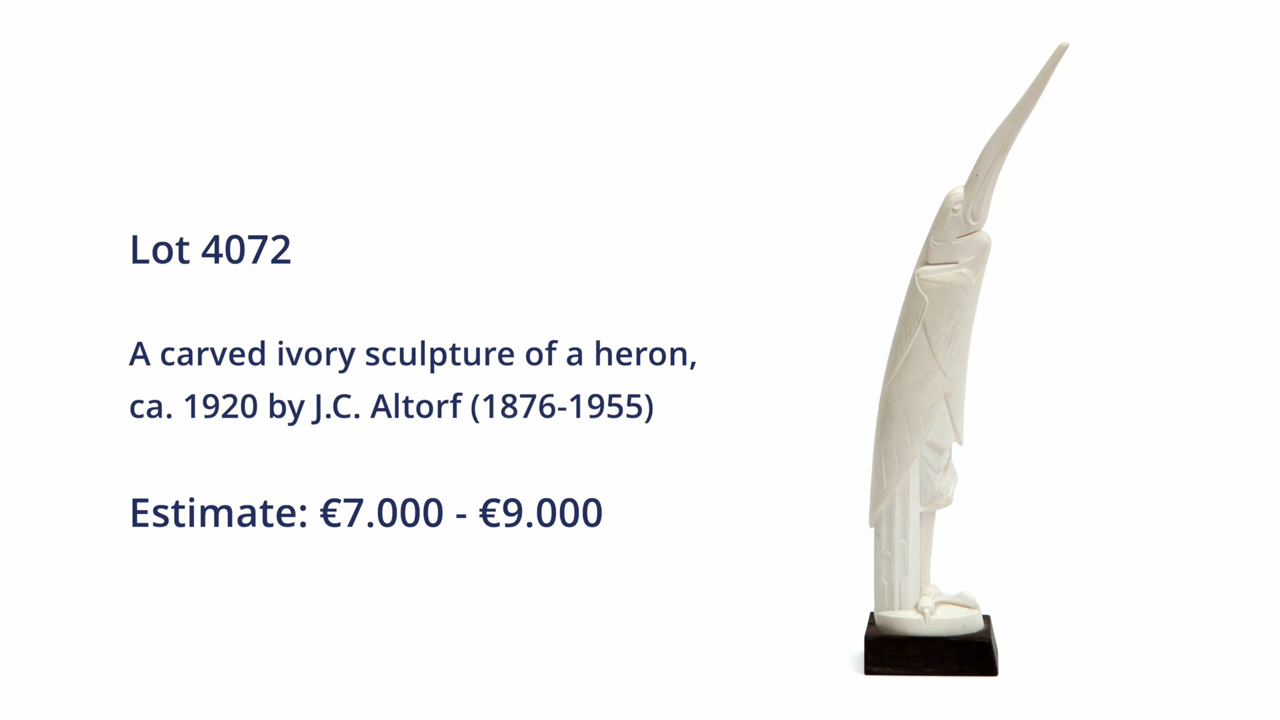 Lot 4072
A carved ivory sculpture of a heron,
ca. 1920 by J.C. Altorf (1876-1955)
Estimate: €7.000 - €9.000